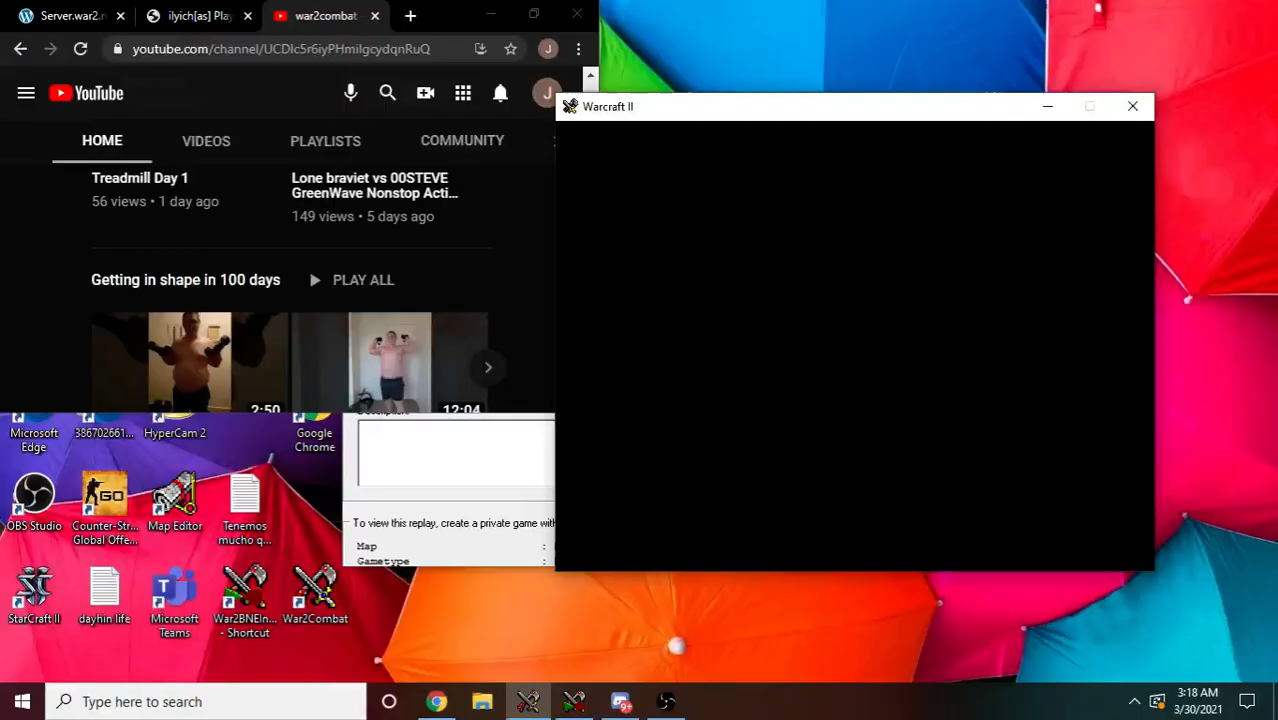 Server.war2.r
ilyich[as] Play
war2combat
youtube.com/channel/UCDIc5r6iyPHmilgcydqnRuQ
J
YouTube
J
HOME
VIDEOS
PLAYLISTS
COMMUNITY
Treadmill Day 1
56 views • 1 day ago
Lone braviet vs 00STEVE
GreenWave Nonstop Acti...
149 views • 5 days ago
Getting in shape in 100 days
PLAY ALL
2:50
12:04
Warcraft II
Microsoft
Edge
386702661...
HyperCam 2
Google
Chrome
OBS Studio
Counter-Str...
Global Offe...
Map Editor
Tenemos
mucho q...
StarCraft II
dayhin life
Microsoft
Teams
War2BNEIn...
- Shortcut
War2Combat
To view this replay, create a private game with
Map :
Gametype :
Type here to search
9+
3:18 AM
3/30/2021